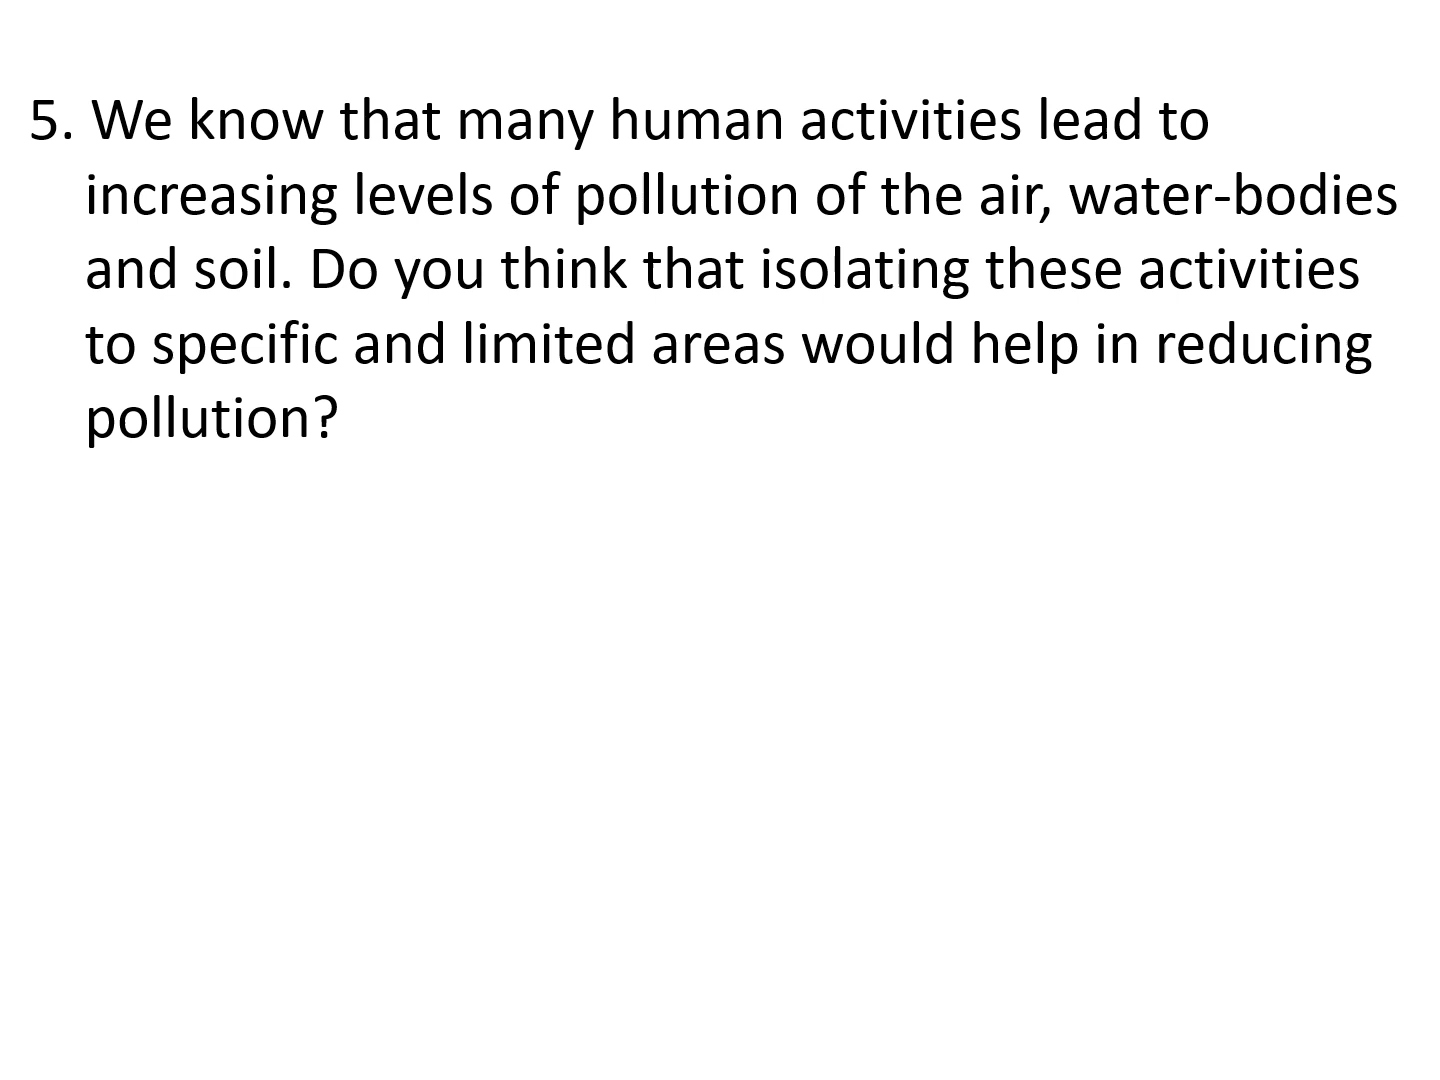 5. We know that many human activities lead to
increasing levels of pollution of the air, water-bodies
and soil. Do you think that isolating these activities
to specific and limited areas would help in reducing
pollution?